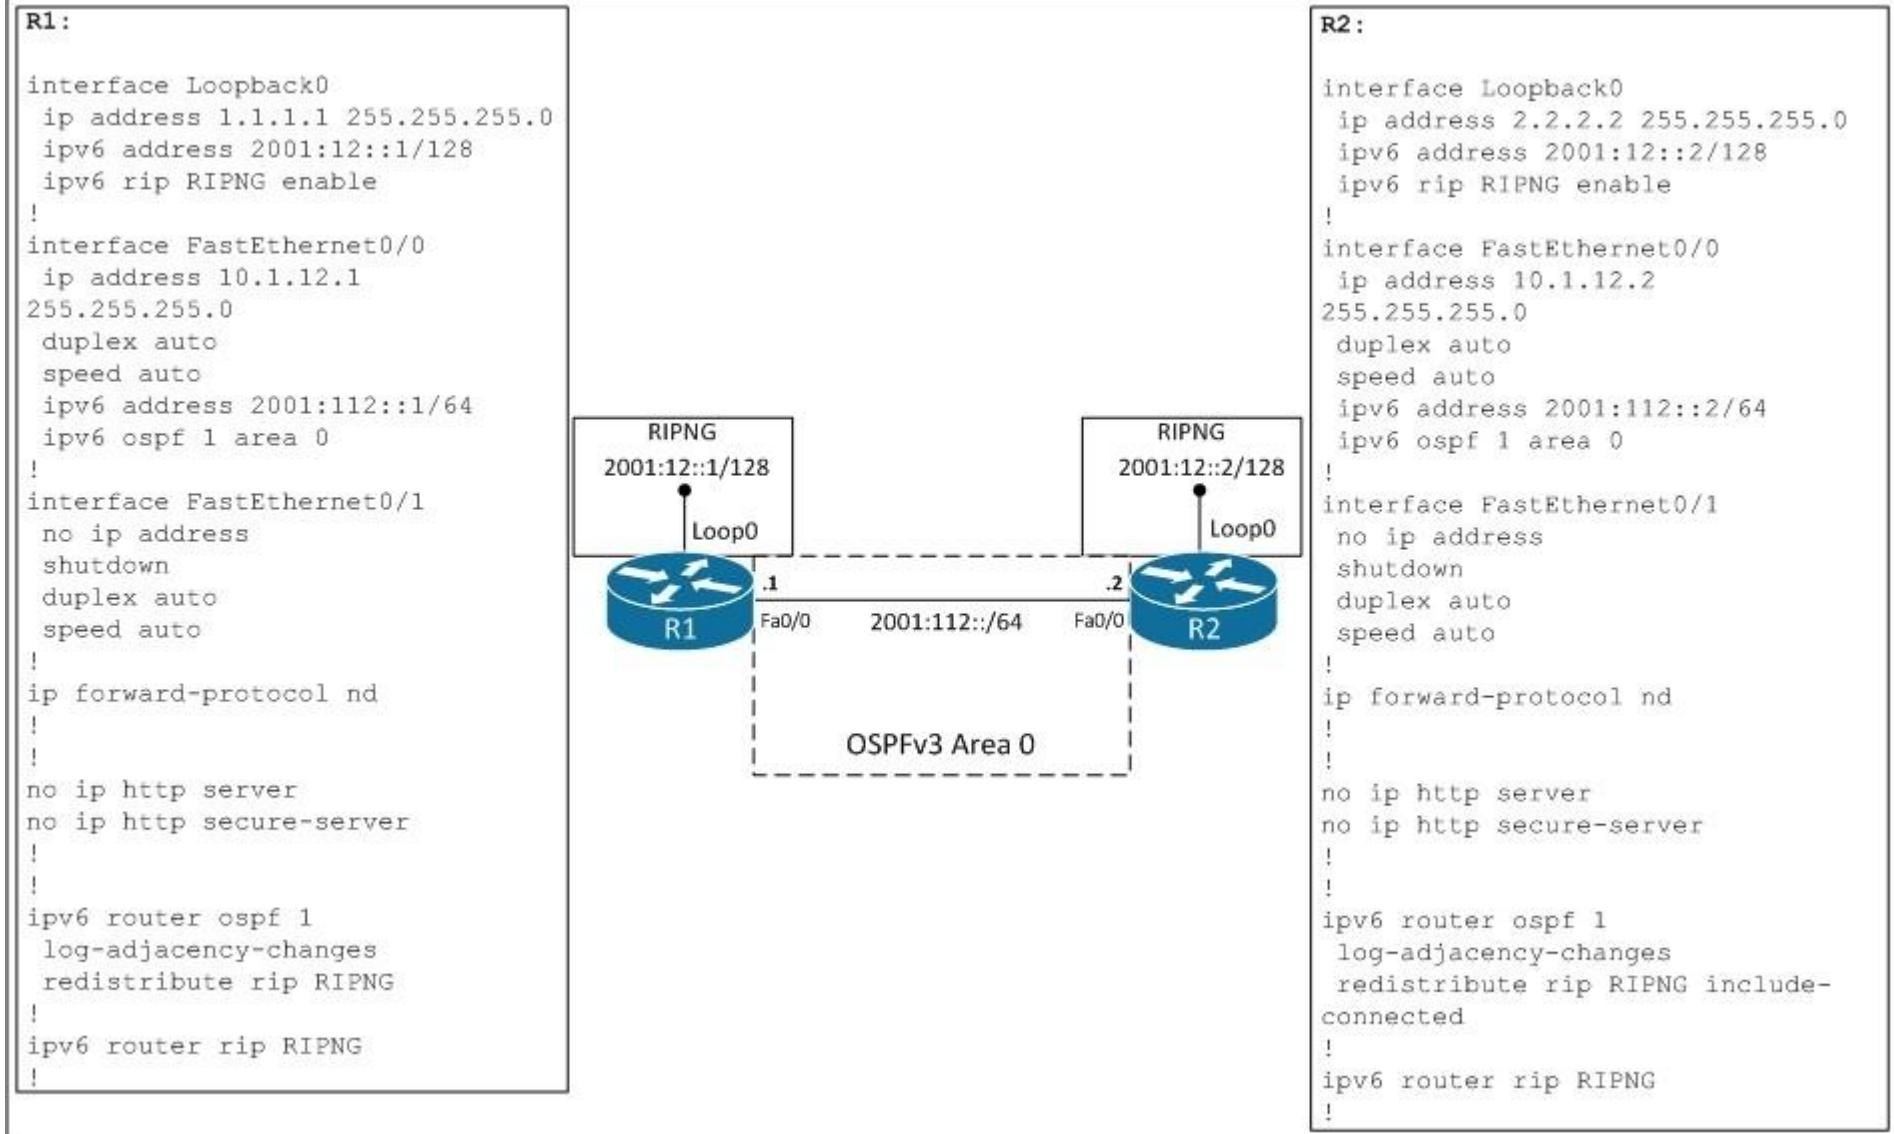 R1:
interface Loopback0
ip address 1.1.1.1 255.255.255.0
ipv6 address 2001:12::1/128
ipv6 rip RIPNG enable
!
interface FastEthernet0/0
ip address 10.1.12.1
255.255.255.0
duplex auto
speed auto
ipv6 address 2001:112::1/64
ipv6 ospf 1 area 0
!
interface FastEthernet0/1
no ip address
shutdown
duplex auto
speed auto
!
ip forward-protocol nd
!
!
no ip http server
no ip http secure-server
!
!
ipv6 router ospf 1
log-adjacency-changes
redistribute rip RIPNG
!
ipv6 router rip RIPNG
!
RIPNG
2001:12::1/128
Loop0
R1
.1
Fa0/0
2001:112::/64
OSPFv3 Area 0
RIPNG
2001:12::2/128
Loop0
.2
Fa0/0
R2
R2:
interface Loopback0
ip address 2.2.2.2 255.255.255.0
ipv6 address 2001:12::2/128
ipv6 rip RIPNG enable
!
interface FastEthernet0/0
ip address 10.1.12.2
255.255.255.0
duplex auto
speed auto
ipv6 address 2001:112::2/64
ipv6 ospf 1 area 0
!
interface FastEthernet0/1
no ip address
shutdown
duplex auto
speed auto
!
ip forward-protocol nd
!
!
no ip http server
no ip http secure-server
!
!
ipv6 router ospf 1
log-adjacency-changes
redistribute rip RIPNG include-
connected
!
ipv6 router rip RIPNG
!